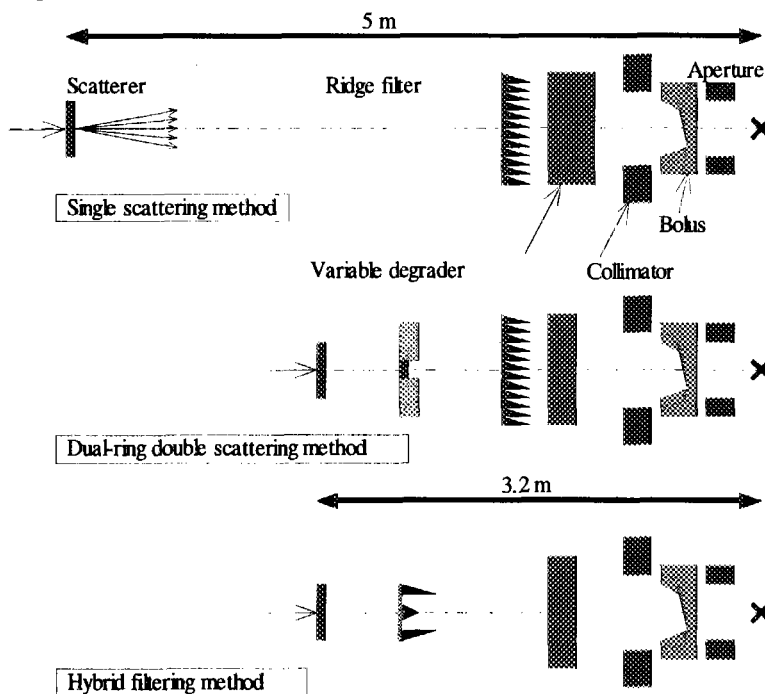 5 m
Scatterer
Ridge filter
Aperture
Single scattering method
Bolus
Variable degrader
Collimator
Dual-ring double scattering method
3.2 m
Hybrid filtering method